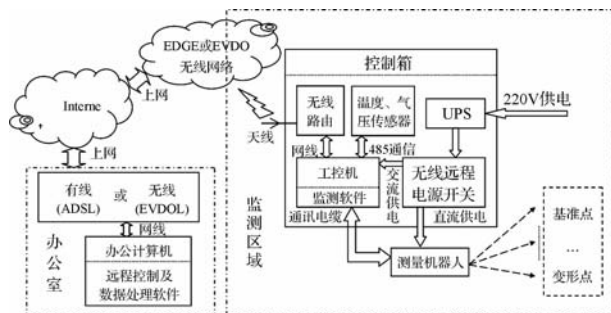 EDGE或EVDO
无线网络
Interne
上网
上网
有线
(ADSL)
或
无线
(EVDOL)
网线
办公计算机
远程控制及
数据处理软件
办公室
监测区域
天线
控制箱
无线
路由
温度、气
压传感器
UPS
220V供电
网线
485通信
工控机
监测软件
交流供电
无线远程
电源开关
通讯电缆
直流供电
测量机器人
基准点
…
变形点